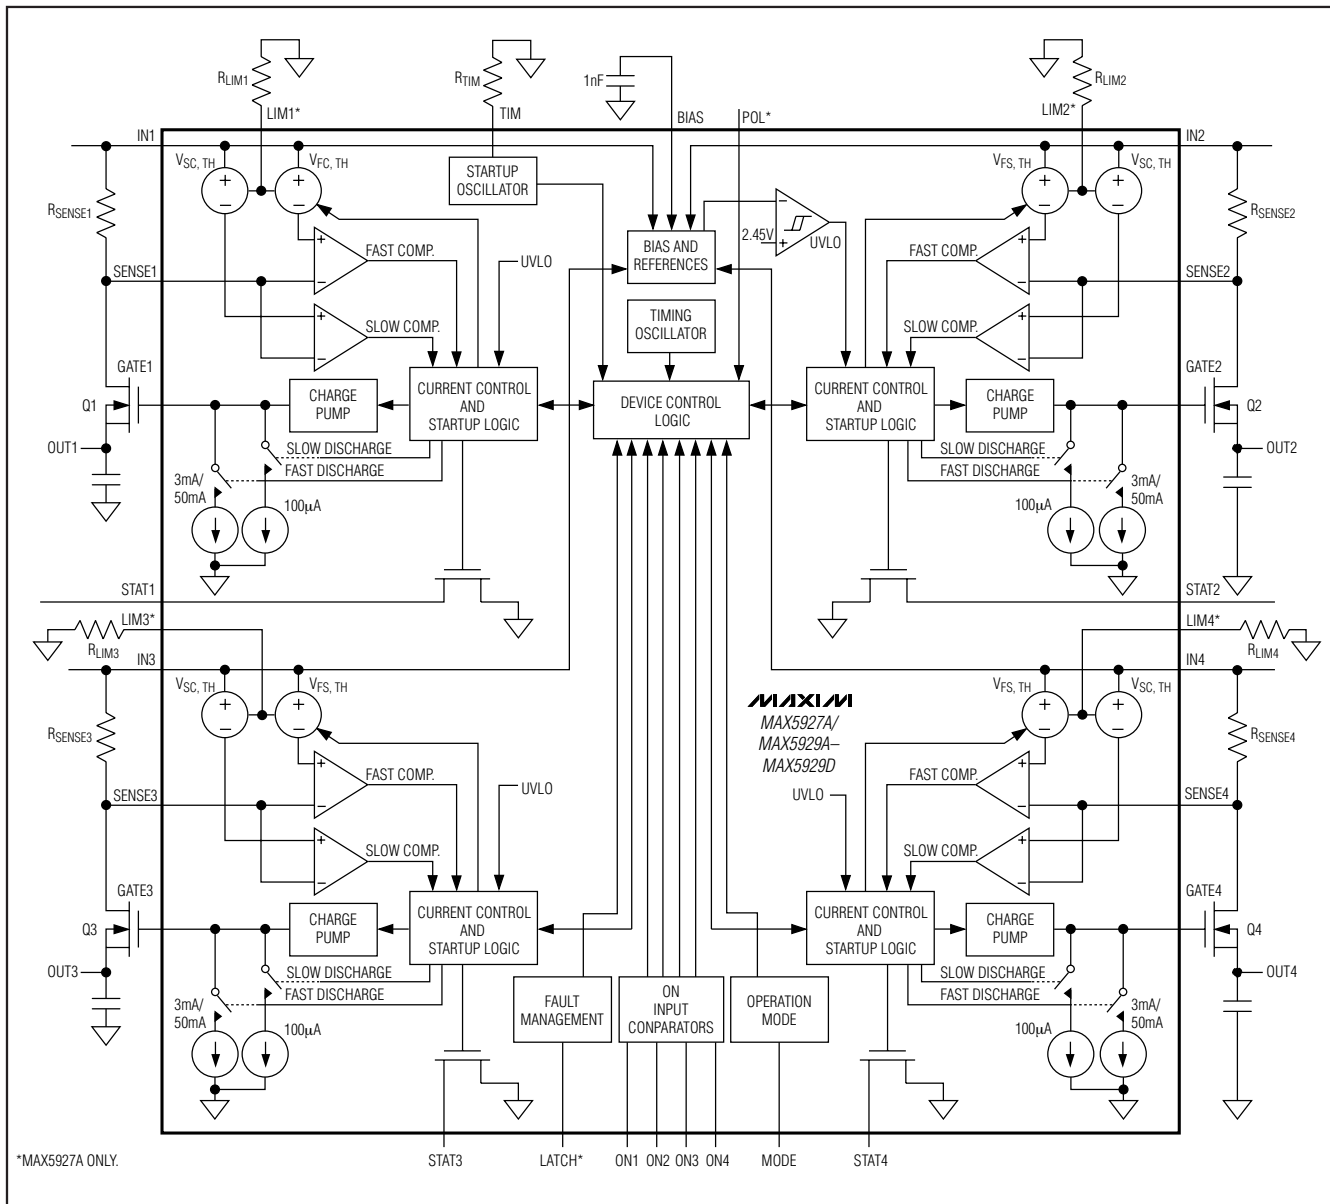 RLIM1
LIM1*
RTIM
TIM
1nF
BIAS
POL*
LIM2*
RLIM2
IN1
IN2
VSC, TH
VFC, TH
STARTUP
OSCILLATOR
VFS, TH
VSC, TH
+
−
+
−
+
−
+
−
RSENSE1
RSENSE2
2.45V
−
+
UVLO
BIAS AND
REFERENCES
+
−
FAST COMP.
UVLO
FAST COMP.
+
−
SENSE1
SENSE2
TIMING
OSCILLATOR
+
−
SLOW COMP.
SLOW COMP.
+
−
GATE1
GATE2
CHARGE
PUMP
CURRENT CONTROL
AND
STARTUP LOGIC
DEVICE CONTROL
LOGIC
CURRENT CONTROL
AND
STARTUP LOGIC
CHARGE
PUMP
Q1
Q2
OUT1
OUT2
SLOW DISCHARGE
FAST DISCHARGE
SLOW DISCHARGE
FAST DISCHARGE
3mA/
50mA
100µA
100µA
3mA/
50mA
STAT1
STAT2
LIM3*
RLIM3
LIM4*
RLIM4
IN3
IN4
VSC, TH
VFS, TH
VFS, TH
VSC, TH
+
−
+
−
+
−
+
−
MAXIM
MAX5927A/
MAX5929A–
MAX5929D
RSENSE3
RSENSE4
+
−
FAST COMP.
UVLO
UVLO
FAST COMP.
+
−
SENSE3
SENSE4
+
−
SLOW COMP.
SLOW COMP.
+
−
GATE3
GATE4
CHARGE
PUMP
CURRENT CONTROL
AND
STARTUP LOGIC
CURRENT CONTROL
AND
STARTUP LOGIC
CHARGE
PUMP
Q3
Q4
OUT3
OUT4
SLOW DISCHARGE
FAST DISCHARGE
SLOW DISCHARGE
FAST DISCHARGE
3mA/
50mA
100µA
100µA
3mA/
50mA
FAULT
MANAGEMENT
ON
INPUT
CONPARATORS
OPERATION
MODE
STAT3
LATCH*
ON1
ON2
ON3
ON4
MODE
STAT4
*MAX5927A ONLY.